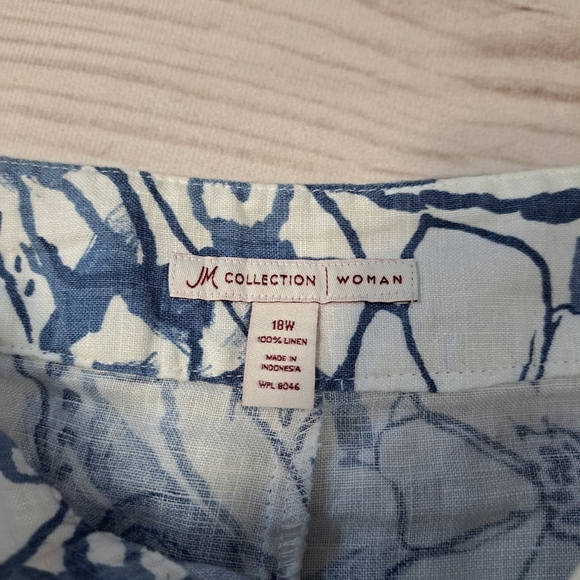 JM COLLECTION | WOMAN
18W
100% LINEN
MADE IN
INDONESIA
WPL 8046